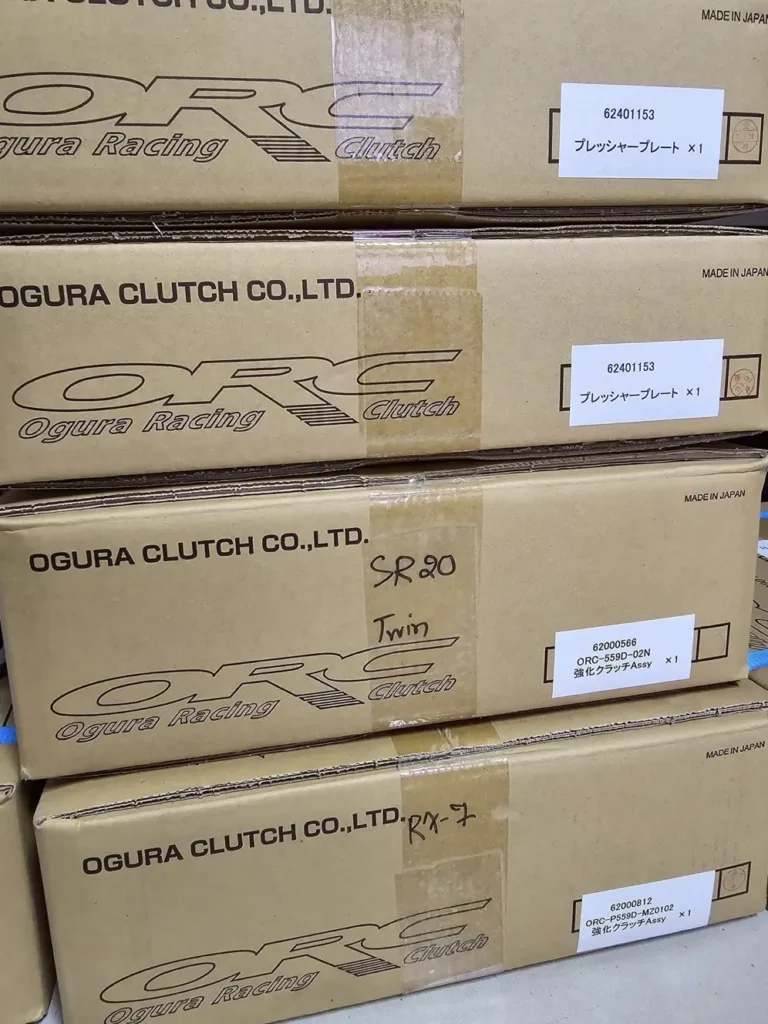 CLUTCH CO.,LTD.
MADE IN JAPAN
ORC
Ogura Racing Clutch
62401153
プレッシャープレート ×1
OGURA CLUTCH CO.,LTD.
MADE IN JAPAN
ORC
Ogura Racing Clutch
62401153
プレッシャープレート ×1
OGURA CLUTCH CO.,LTD.
MADE IN JAPAN
SR20
Twin
ORC
Ogura Racing Clutch
62000566
ORC-559D-02N
強化クラッチAssy ×1
OGURA CLUTCH CO.,LTD.
MADE IN JAPAN
RX-7
ORC
Ogura Racing Clutch
62000812
ORC-P559D-MZ0102
強化クラッチAssy ×1